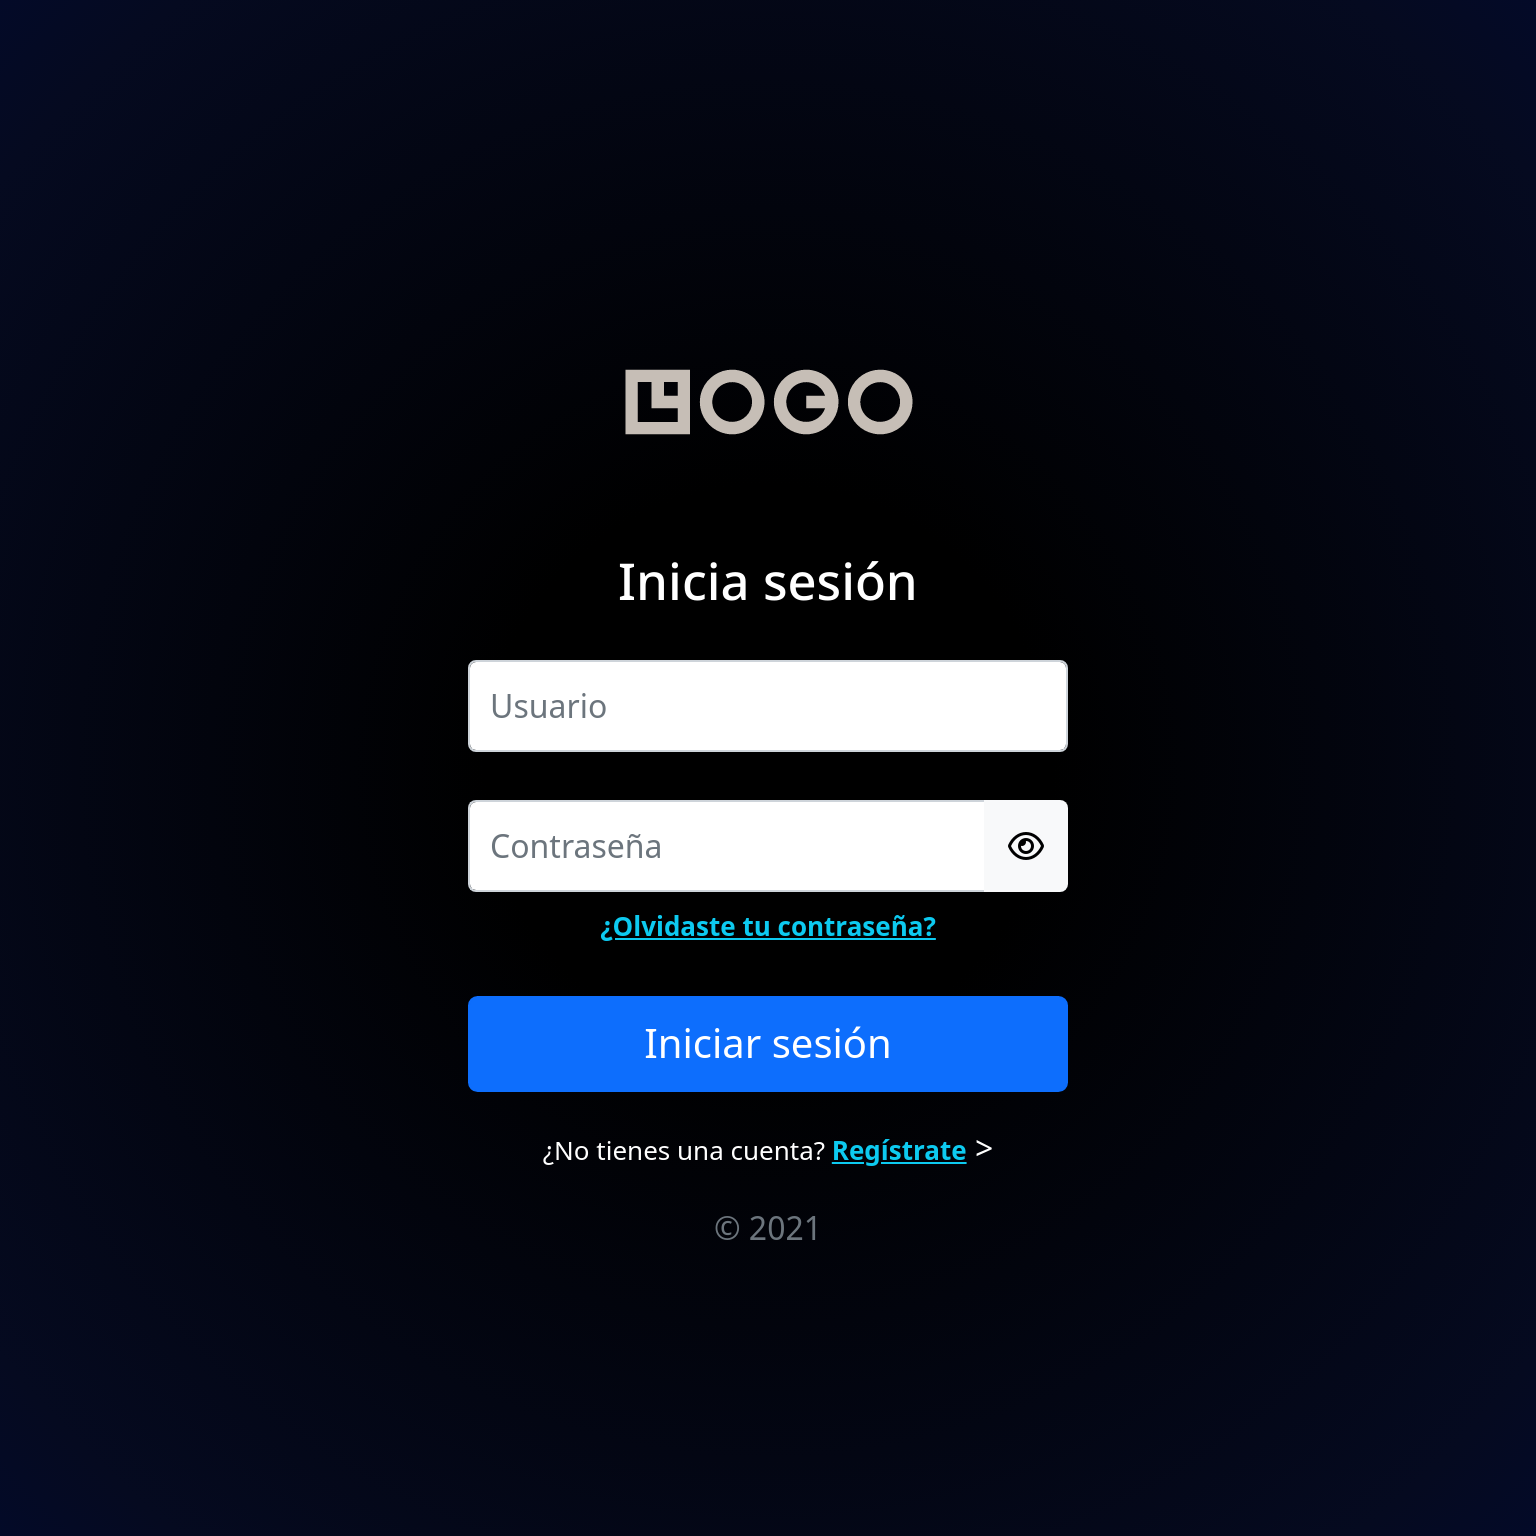 LOGO
Inicia sesión
Usuario
Contraseña
¿Olvidaste tu contraseña?
Iniciar sesión
¿No tienes una cuenta? Regístrate >
© 2021